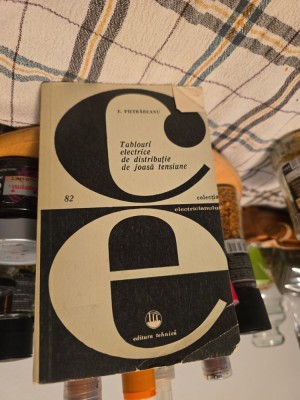 E. PIETRĂREANU
Tablouri
electrice
de distribuție
de joasă tensiune
82
colecția
electricianului
editura tehnică